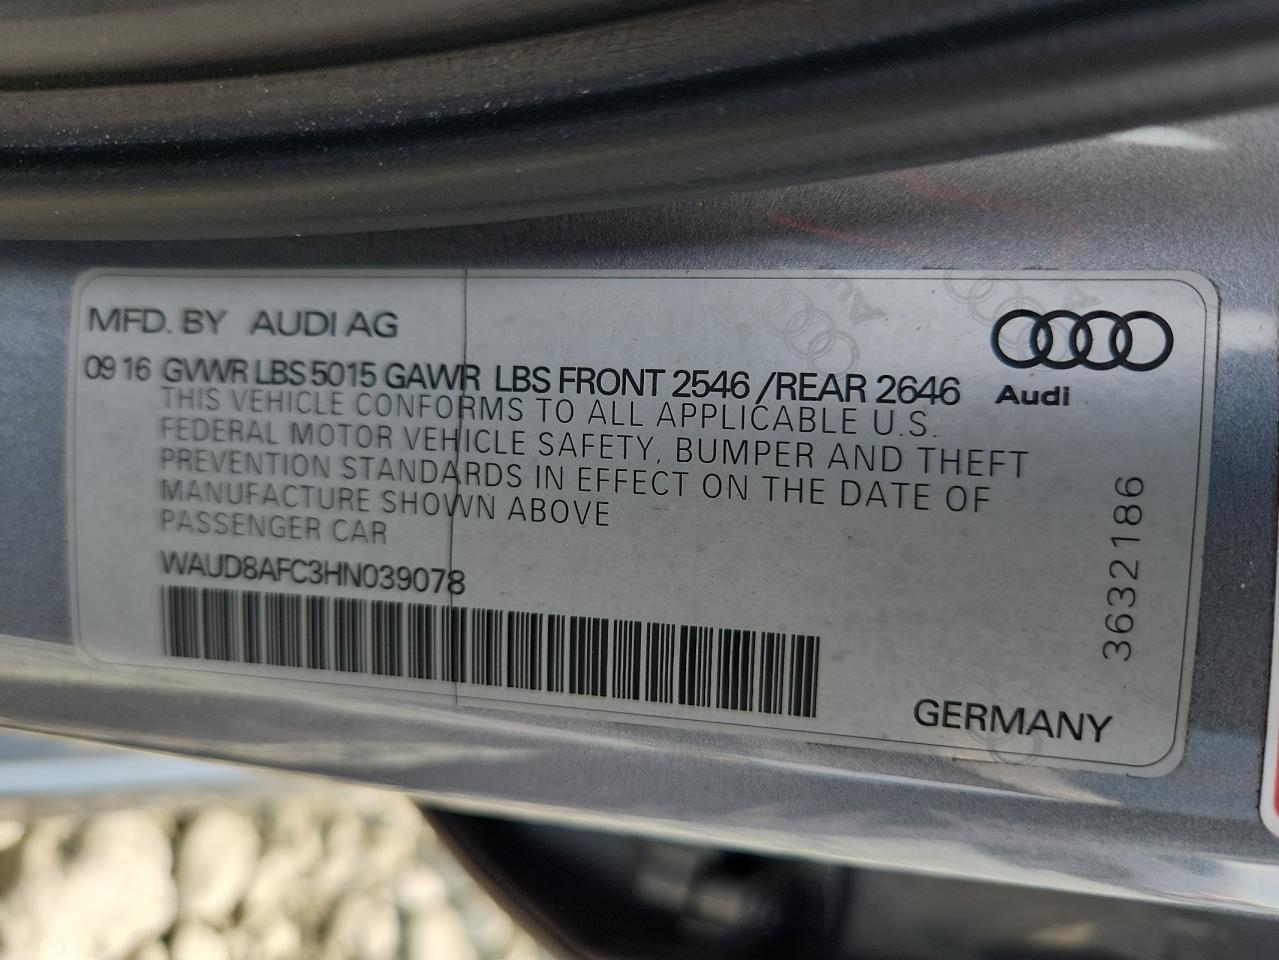 MFD. BY AUDI AG
09 16 GVWR LBS 5015 GAWR LBS FRONT 2546 /REAR 2646
THIS VEHICLE CONFORMS TO ALL APPLICABLE U.S.
FEDERAL MOTOR VEHICLE SAFETY, BUMPER AND THEFT
PREVENTION STANDARDS IN EFFECT ON THE DATE OF
MANUFACTURE SHOWN ABOVE
PASSENGER CAR
WAUD8AFC3HN039078
Audi
3632186
GERMANY